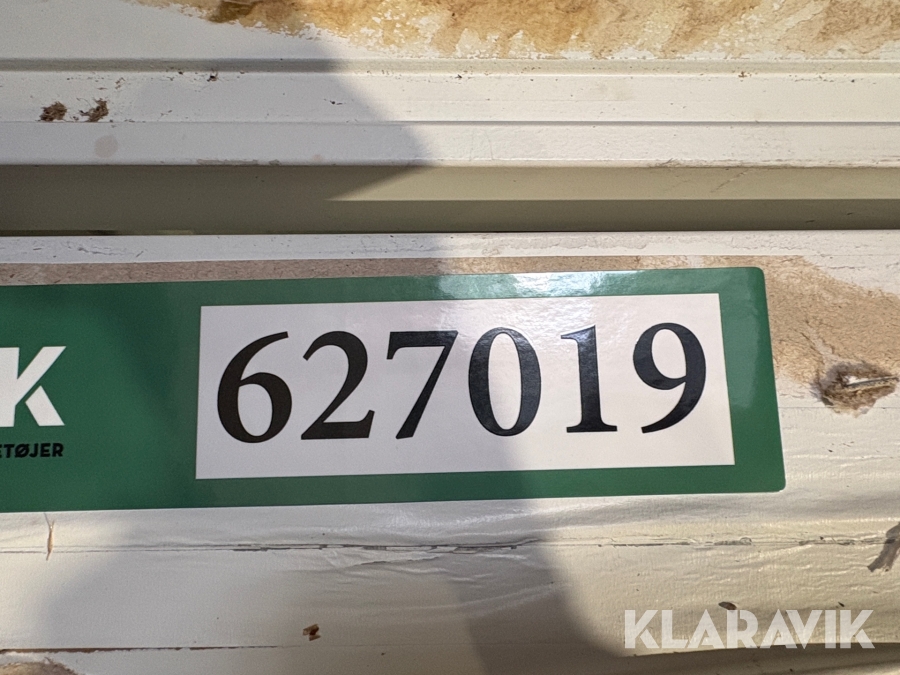 K
ETØJER
627019
KLARAVIK